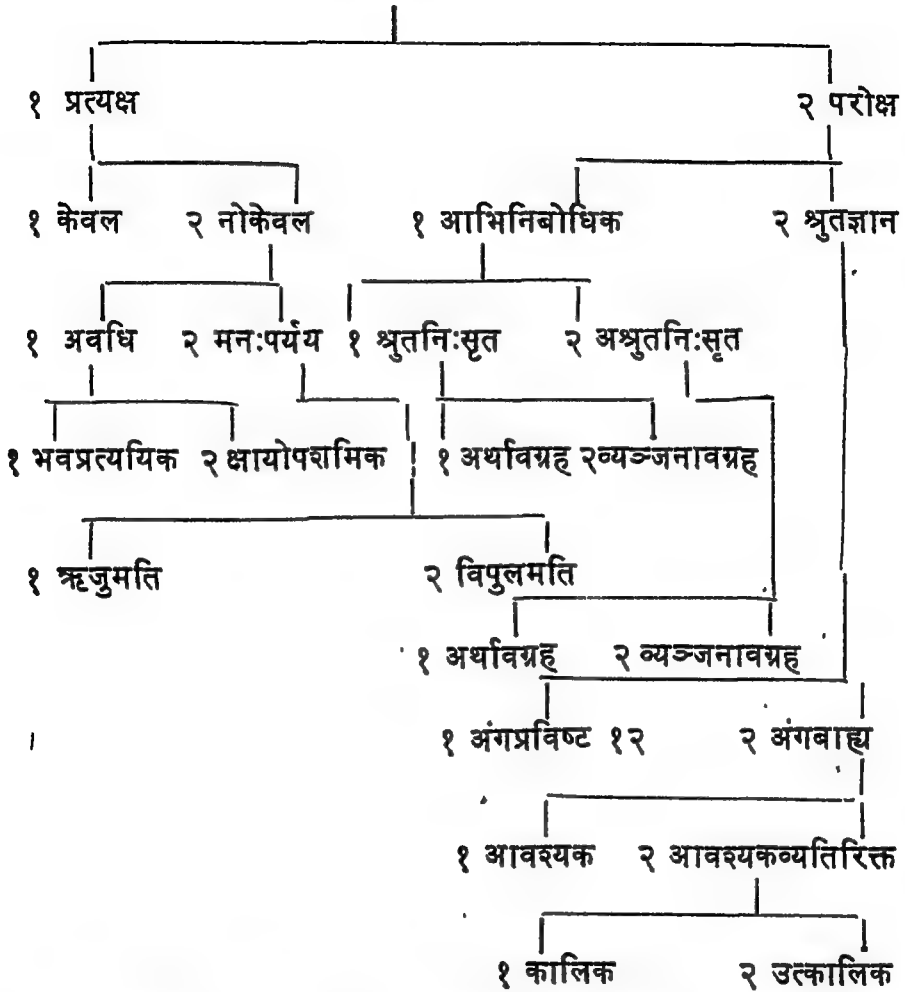 १ प्रत्यक्ष २ परोक्ष
१ केवल २ नोकेवल १ आभिनिबोधिक २ श्रुतज्ञान
१ अवधि २ मनःपर्यय १ श्रुतनिःसृत २ अश्रुतनिःसृत
१ भवप्रत्ययिक २ क्षायोपशमिक १ अर्थावग्रह २व्यञ्जनावग्रह
१ ऋजुमति २ विपुलमति
१ अर्थावग्रह २ व्यञ्जनावग्रह
१ अंगप्रविष्ट १२ २ अंगबाह्य
१ आवश्यक २ आवश्यकव्यतिरिक्त
१ कालिक २ उत्कालिक